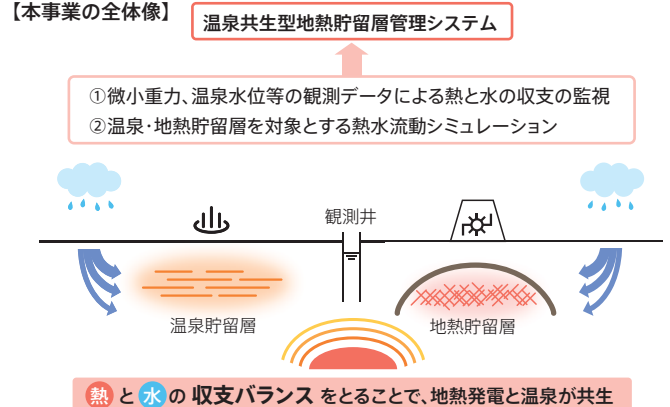 【本事業の全体像】
温泉共生型地熱貯留層管理システム
①微小重力、温泉水位等の観測データによる熱と水の収支の監視
②温泉・地熱貯留層を対象とする熱水流動シミュレーション
観測井
温泉貯留層
地熱貯留層
熱と水の収支バランスをとることで、地熱発電と温泉が共生